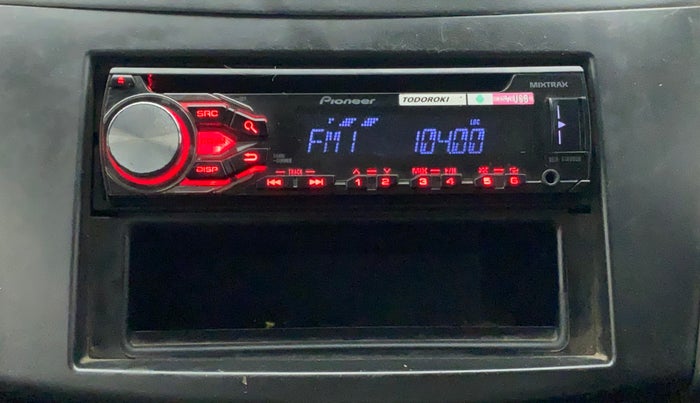 Pioneer
TODOROKI
MIXTRAX
SRC
LOC
FM1 104.00
DISP
TRACK
1 2 3 4 5 6